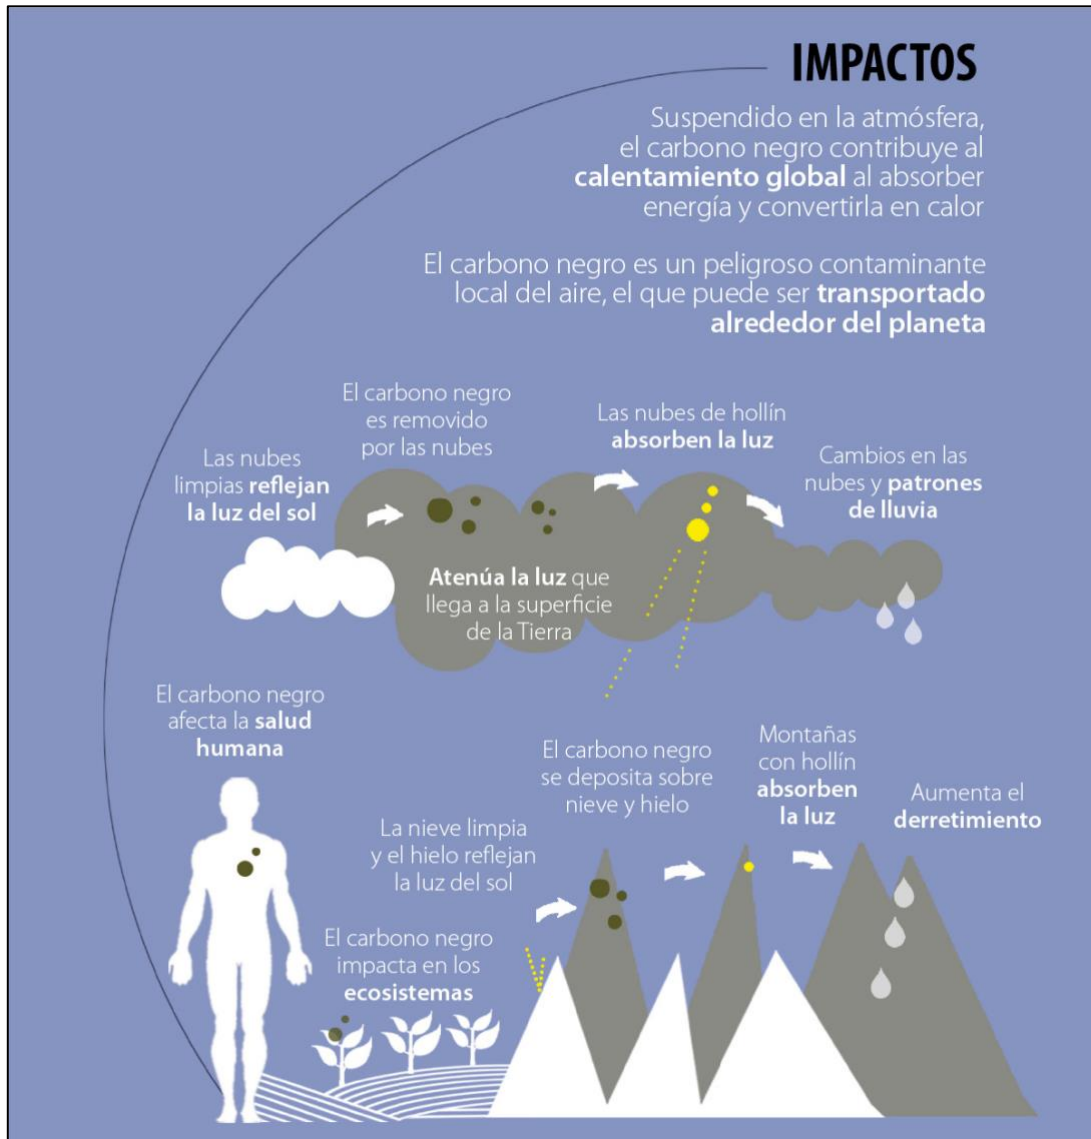 IMPACTOS
Suspendido en la atmósfera,
el carbono negro contribuye al
calentamiento global al absorber
energía y convertirla en calor
El carbono negro es un peligroso contaminante
local del aire, el que puede ser transportado
alrededor del planeta
El carbono negro
es removido
por las nubes
Las nubes de hollín
absorben la luz
Las nubes
limpias reflejan
la luz del sol
Cambios en las
nubes y patrones
de lluvia
Atenúa la luz que
llega a la superficie
de la Tierra
El carbono negro
afecta la salud
humana
El carbono negro
se deposita sobre
nieve y hielo
Montañas
con hollín
absorben
la luz
Aumenta el
derretimiento
La nieve limpia
y el hielo reflejan
la luz del sol
El carbono negro
impacta en los
ecosistemas